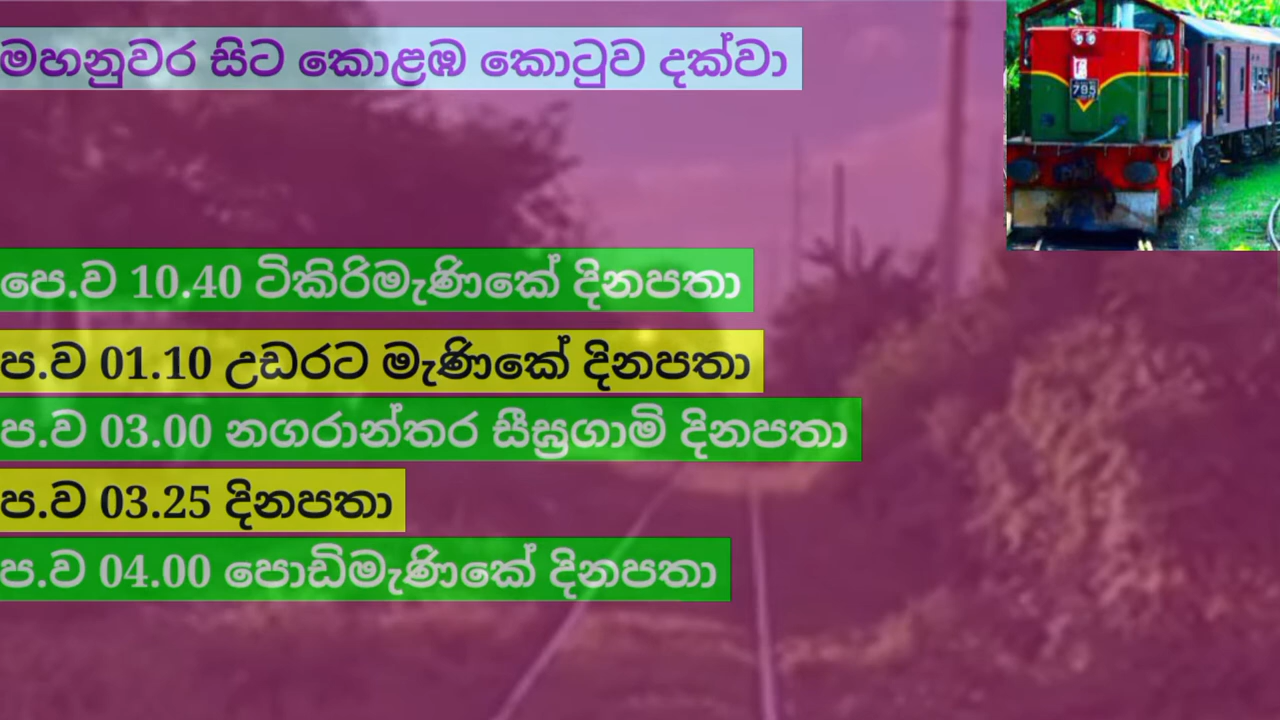 මහනුවර සිට කොළඹ කොටුව දක්වා
පෙ.ව 10.40 ටිකිරිමැණිකේ දිනපතා
ප.ව 01.10 උඩරට මැණිකේ දිනපතා
ප.ව 03.00 නගරාන්තර සීඝ්‍රගාමි දිනපතා
ප.ව 03.25 දිනපතා
ප.ව 04.00 පොඩිමැණිකේ දිනපතා
795